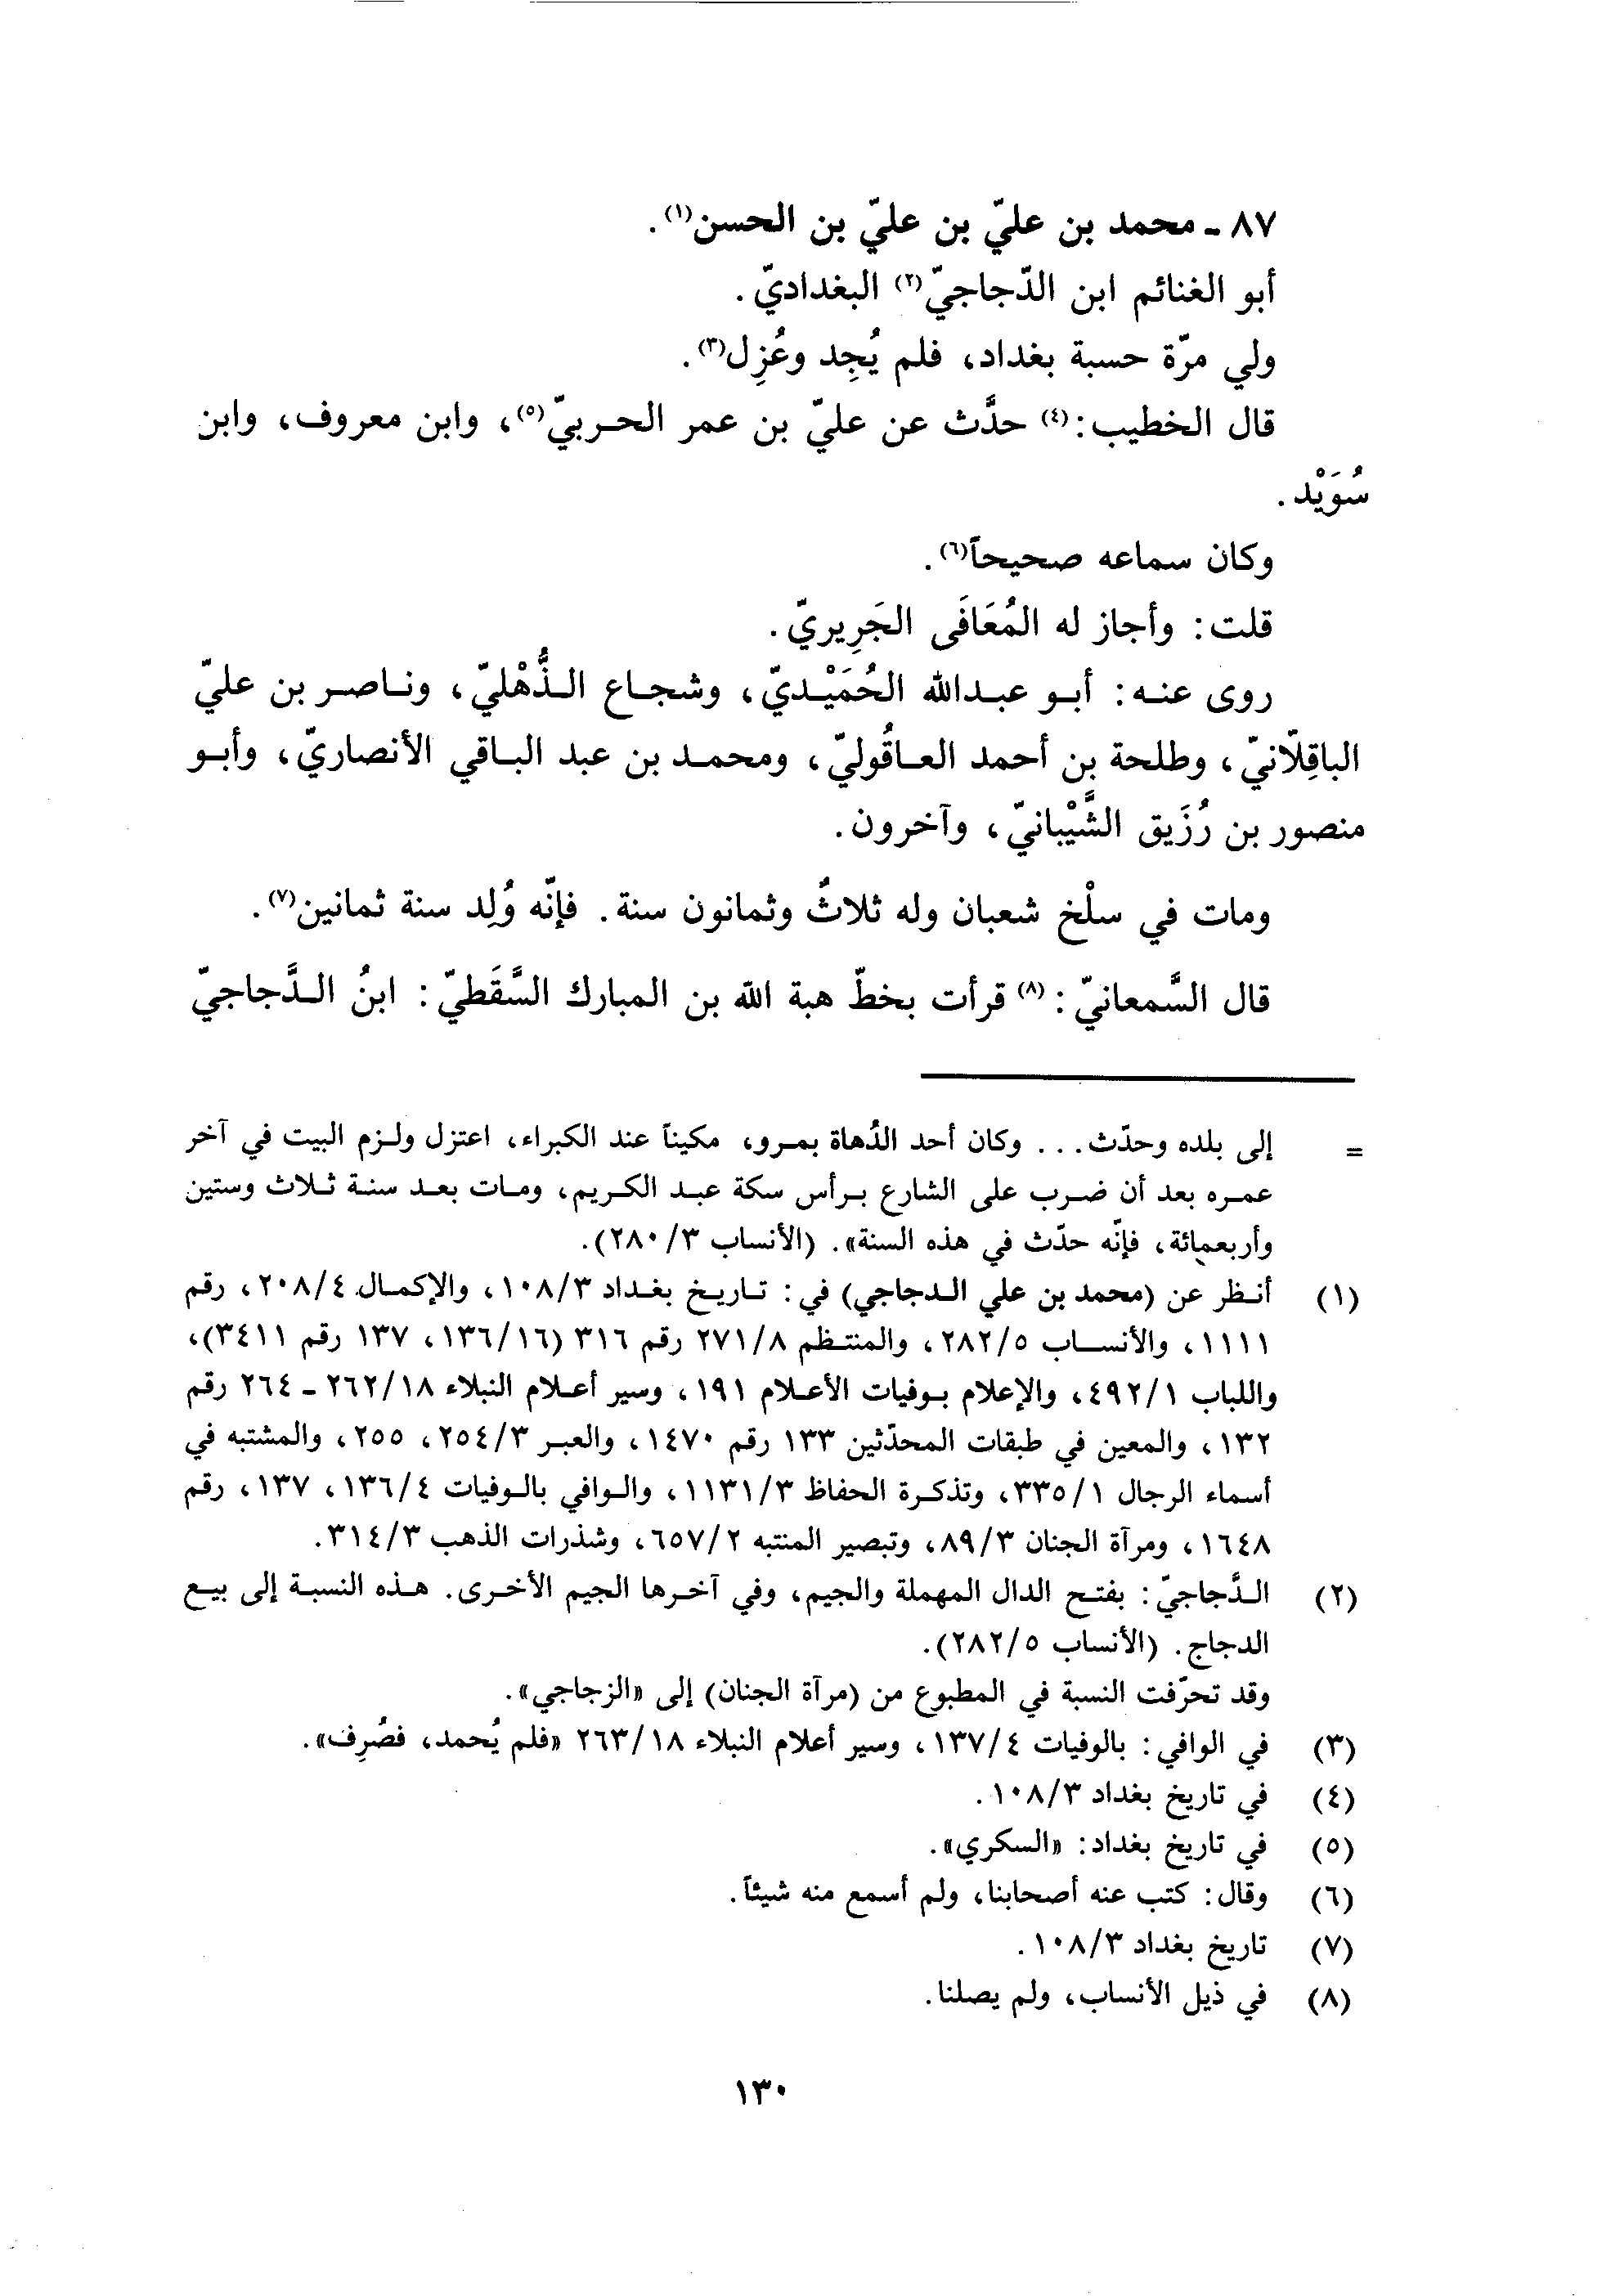 ٨٧ ـ محمد بن عليّ بن عليّ بن الحسن(١).
أبو الغنائم ابن الدّجاجيّ(٢) البغداديّ.
ولي مرّة حسبة بغداد، فلم يُجِد وعُزِل(٣).
قال الخطيب:(٤) حدَّث عن عليّ بن عمر الحربيّ(٥)، وابن معروف، وابن
سُوَيْد.
وكان سماعه صحيحاً(٦).
قلت: وأجاز له المُعَافَى الجَرِيريّ.
روى عنه: أبو عبدالله الحُمَيْديّ، وشجاع الذُّهْليّ، وناصر بن عليّ
الباقِلّانيّ، وطلحة بن أحمد العاقُوليّ، ومحمد بن عبد الباقي الأنصاريّ، وأبو
منصور بن رُزَيق الشَّيْبانيّ، وآخرون.
ومات في سلْخ شعبان وله ثلاثٌ وثمانون سنة. فإنّه وُلِد سنة ثمانين(٧).
قال السَّمعانيّ:(٨) قرأت بخطّ هبة الله بن المبارك السَّقَطيّ: ابنُ الدَّجاجيّ
= إلى بلده وحدّث... وكان أحد الدُهاة بمرو، مكيناً عند الكبراء، اعتزل ولزم البيت في آخر
عمره بعد أن ضرب على الشارع برأس سكة عبد الكريم، ومات بعد سنة ثلاث وستين
وأربعمائة، فإنّه حدّث في هذه السنة». (الأنساب ٢٨٠/٣).
(١) أنظر عن (محمد بن علي الدجاجي) في: تاريخ بغداد ١٠٨/٣، والإكمال ٢٠٨/٤، رقم
١١١١، والأنساب ٢٨٢/٥، والمنتظم ٢٧١/٨ رقم ٣١٦ (١٣٦/١٦، ١٣٧ رقم ٣٤١١)،
واللباب ٤٩٢/١، والإعلام بوفيات الأعلام ١٩١، وسير أعلام النبلاء ٢٦٢/١٨ ـ ٢٦٤ رقم
١٣٢، والمعين في طبقات المحدّثين ١٣٣ رقم ١٤٧٠، والعبر ٢٥٤/٣، ٢٥٥، والمشتبه في
أسماء الرجال ٣٣٥/١، وتذكرة الحفاظ ١١٣١/٣، والوافي بالوفيات ١٣٦/٤، ١٣٧، رقم
١٦٤٨، ومرآة الجنان ٨٩/٣، وتبصير المنتبه ٦٥٧/٢، وشذرات الذهب ٣١٤/٣.
(٢) الدَّجاجيّ: بفتح الدال المهملة والجيم، وفي آخرها الجيم الأخرى. هذه النسبة إلى بيع
الدجاج. (الأنساب ٢٨٢/٥).
وقد تحرّفت النسبة في المطبوع من (مرآة الجنان) إلى «الزجاجي».
(٣) في الوافي: بالوفيات ١٣٧/٤، وسير أعلام النبلاء ٢٦٣/١٨ «فلم يُحمد، فصُرِف».
(٤) في تاريخ بغداد ١٠٨/٣.
(٥) في تاريخ بغداد: «السكري».
(٦) وقال: كتب عنه أصحابنا، ولم أسمع منه شيئاً.
(٧) تاريخ بغداد ١٠٨/٣.
(٨) في ذيل الأنساب، ولم يصلنا.
١٣٠